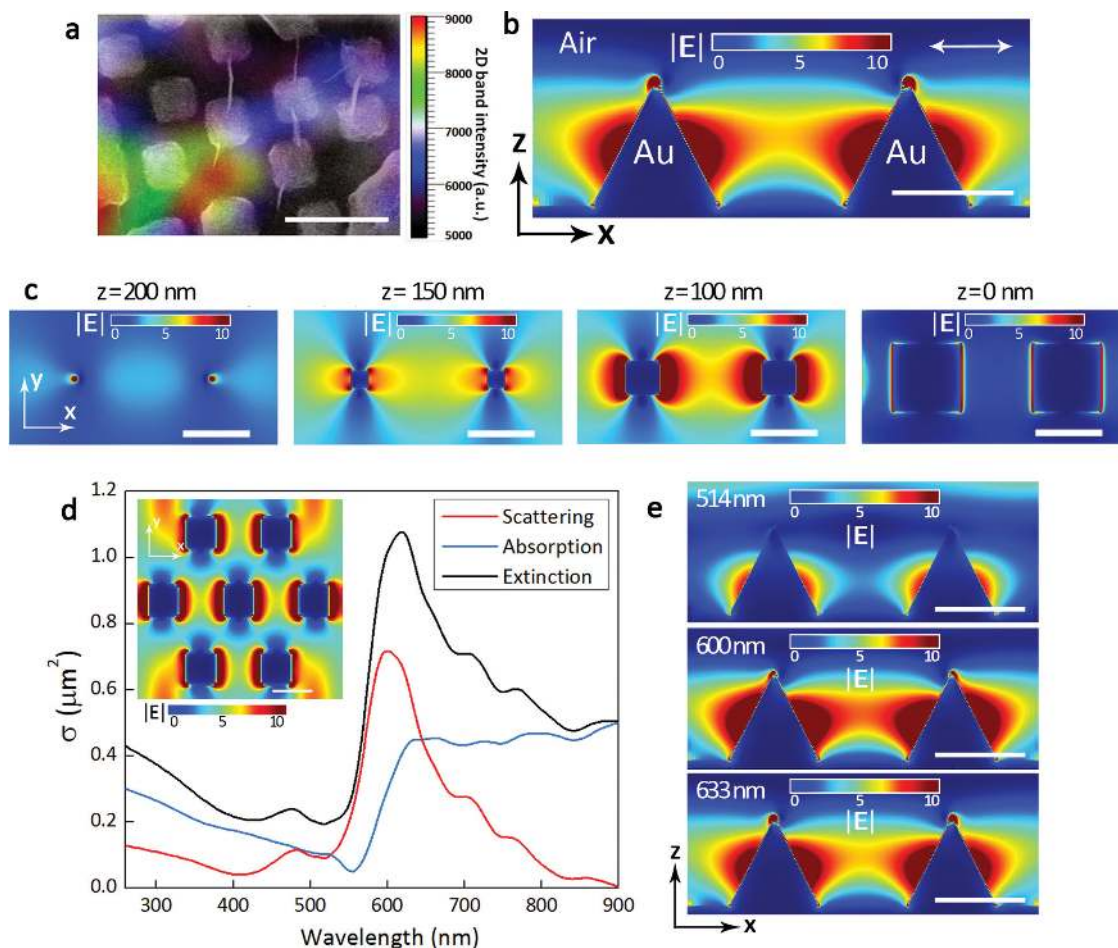 a
9000
8000
7000
6000
5000
2D band intensity (a.u.)
b
Air
|E|
0 5 10
Au
Au
z
x
c
z=200 nm
z=150 nm
z=100 nm
z=0 nm
|E| 0 5 10
|E| 0 5 10
|E| 0 5 10
|E| 0 5 10
y
x
d
1.2
1.0
0.8
0.6
0.4
0.2
0.0
σ (μm²)
y
x
|E| 0 5 10
Scattering
Absorption
Extinction
300 400 500 600 700 800 900
Wavelength (nm)
e
514nm
0 5 10
|E|
600nm
0 5 10
|E|
633nm
0 5 10
|E|
z
x